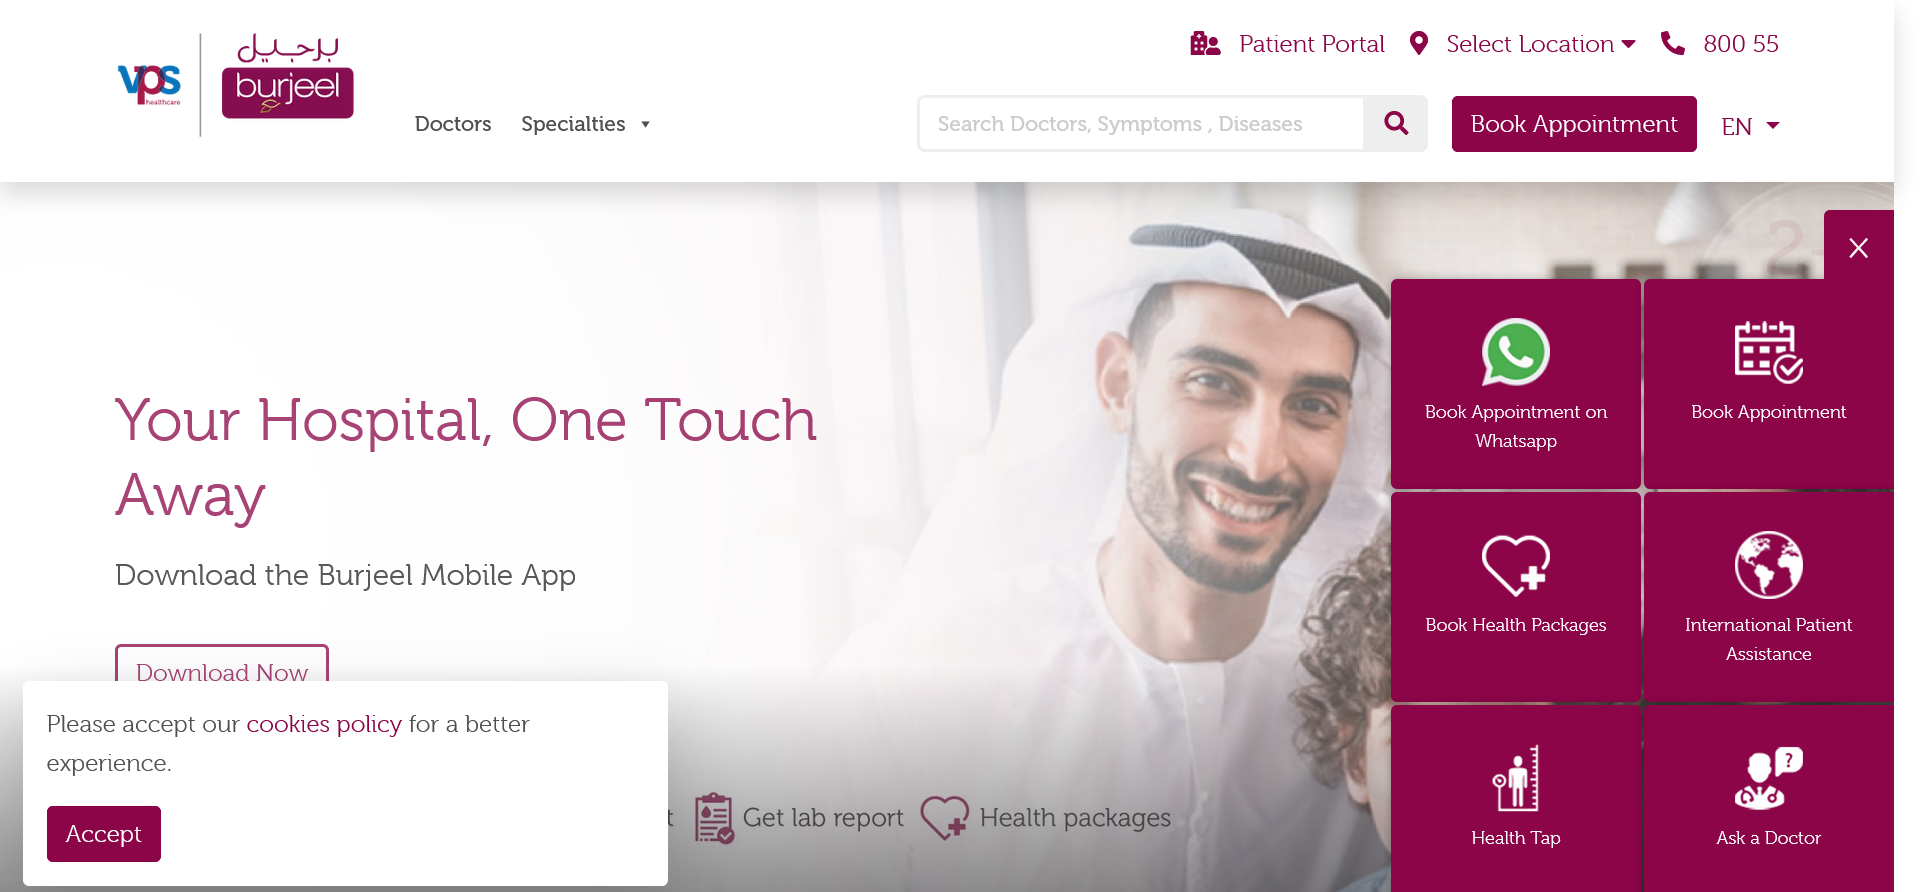 Patient Portal
Select Location
800 55
vps
healthcare
برجيل
burjeel
Doctors
Specialties
Search Doctors, Symptoms , Diseases
Book Appointment
EN
X
Your Hospital, One Touch
Away
Download the Burjeel Mobile App
Download Now
Book Appointment on
Whatsapp
Book Appointment
Book Health Packages
International Patient
Assistance
Health Tap
?
Ask a Doctor
Please accept our cookies policy for a better
experience.
Accept
Get lab report
Health packages